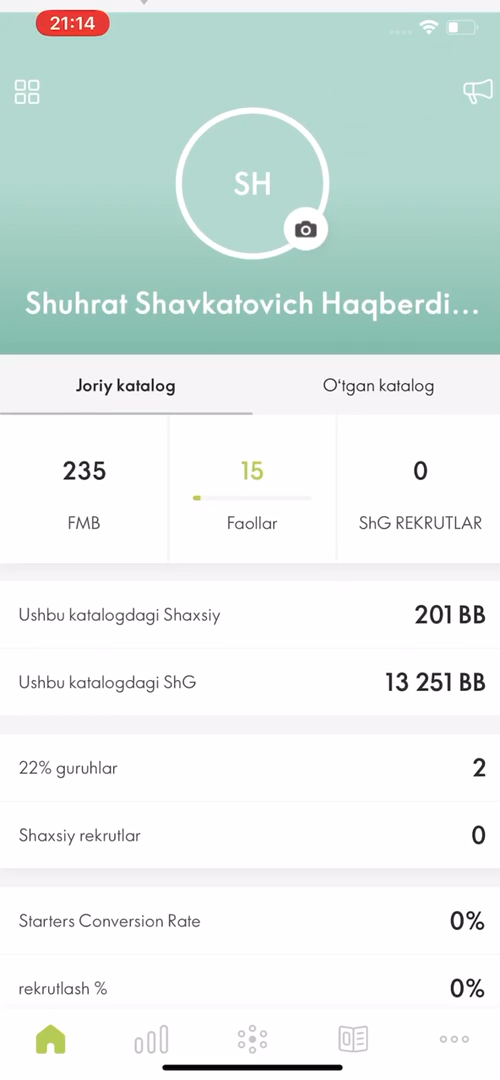 21:14
SH
Shuhrat Shavkatovich Haqberdi...
Joriy katalog
Oʻtgan katalog
235
15
0
FMB
Faollar
ShG REKRUTLAR
Ushbu katalogdagi Shaxsiy
201 BB
Ushbu katalogdagi ShG
13 251 BB
22% guruhlar
2
Shaxsiy rekrutlar
0
Starters Conversion Rate
0%
rekrutlash %
0%